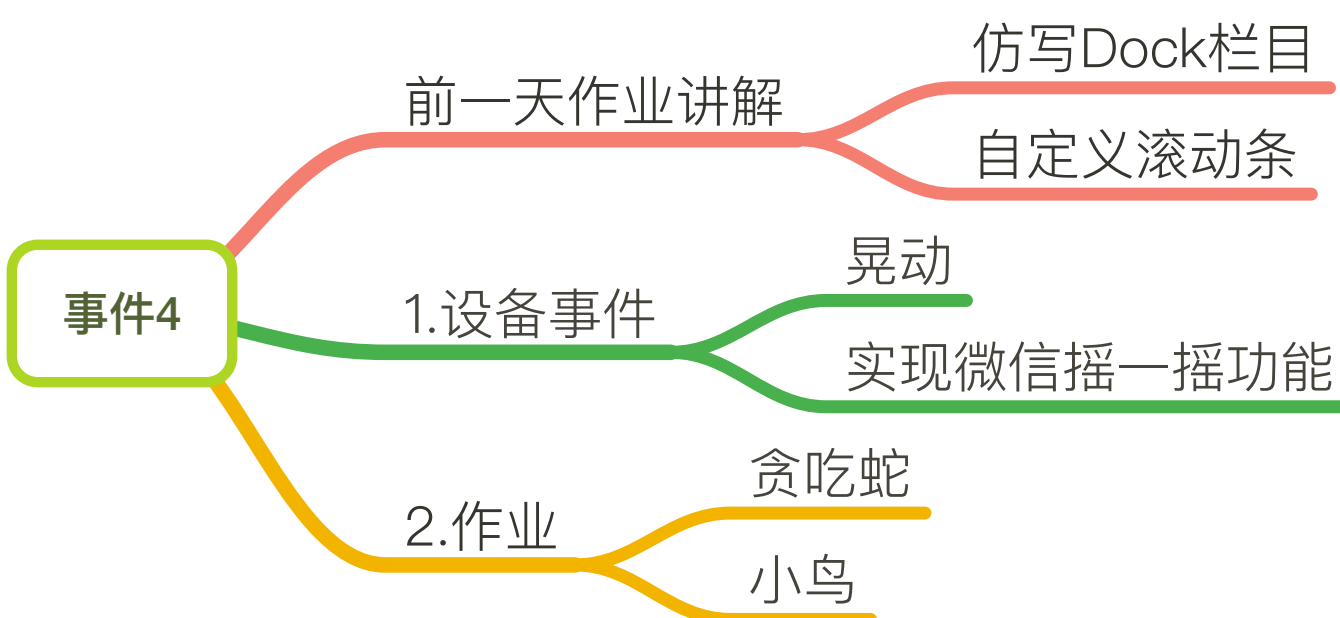 事件4
前一天作业讲解
仿写Dock栏目
自定义滚动条
1.设备事件
晃动
实现微信摇一摇功能
2.作业
贪吃蛇
小鸟